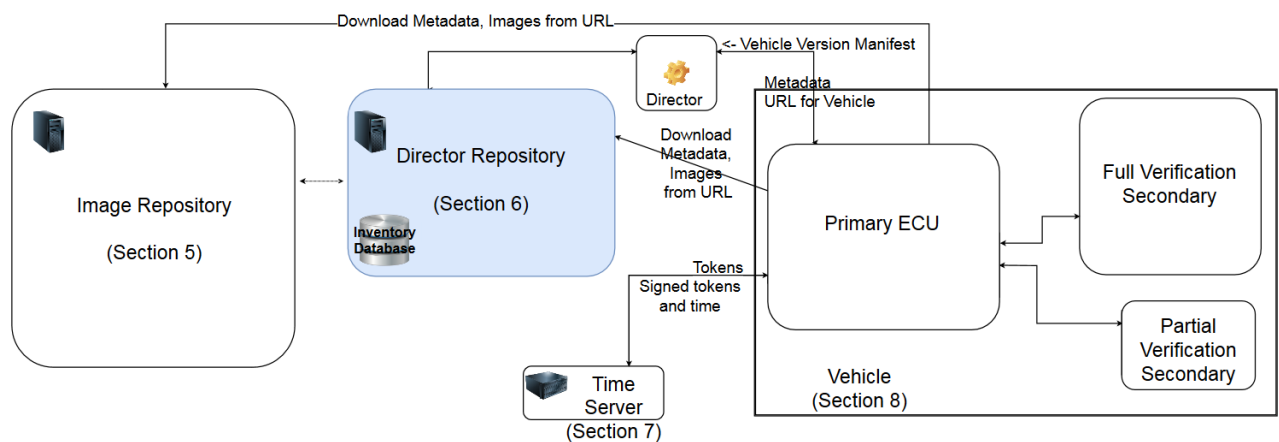 Download Metadata, Images from URL
<- Vehicle Version Manifest
Director
Metadata
URL for Vehicle
Image Repository
(Section 5)
Director Repository
(Section 6)
Inventory
Database
Download
Metadata,
Images
from URL
Primary ECU
Full Verification
Secondary
Partial
Verification
Secondary
Tokens
Signed tokens
and time
Time
Server
(Section 7)
Vehicle
(Section 8)